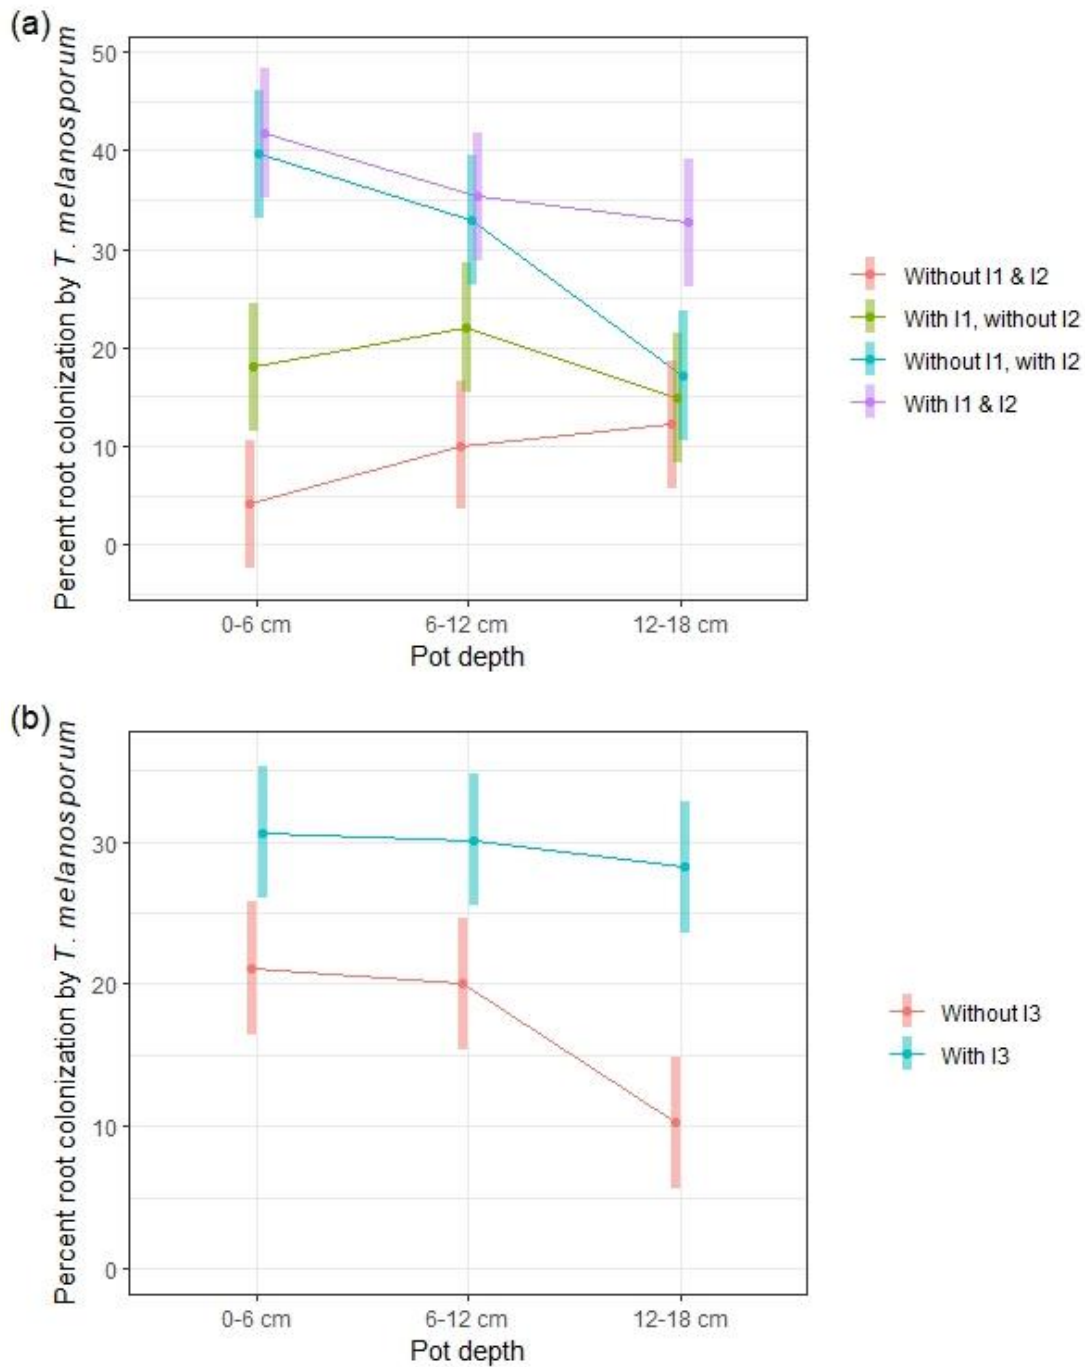 (a)
Percent root colonization by T. melanosporum
50
40
30
20
10
0
0-6 cm
6-12 cm
12-18 cm
Pot depth
Without I1 & I2
With I1, without I2
Without I1, with I2
With I1 & I2
(b)
Percent root colonization by T. melanosporum
30
20
10
0
0-6 cm
6-12 cm
12-18 cm
Pot depth
Without I3
With I3